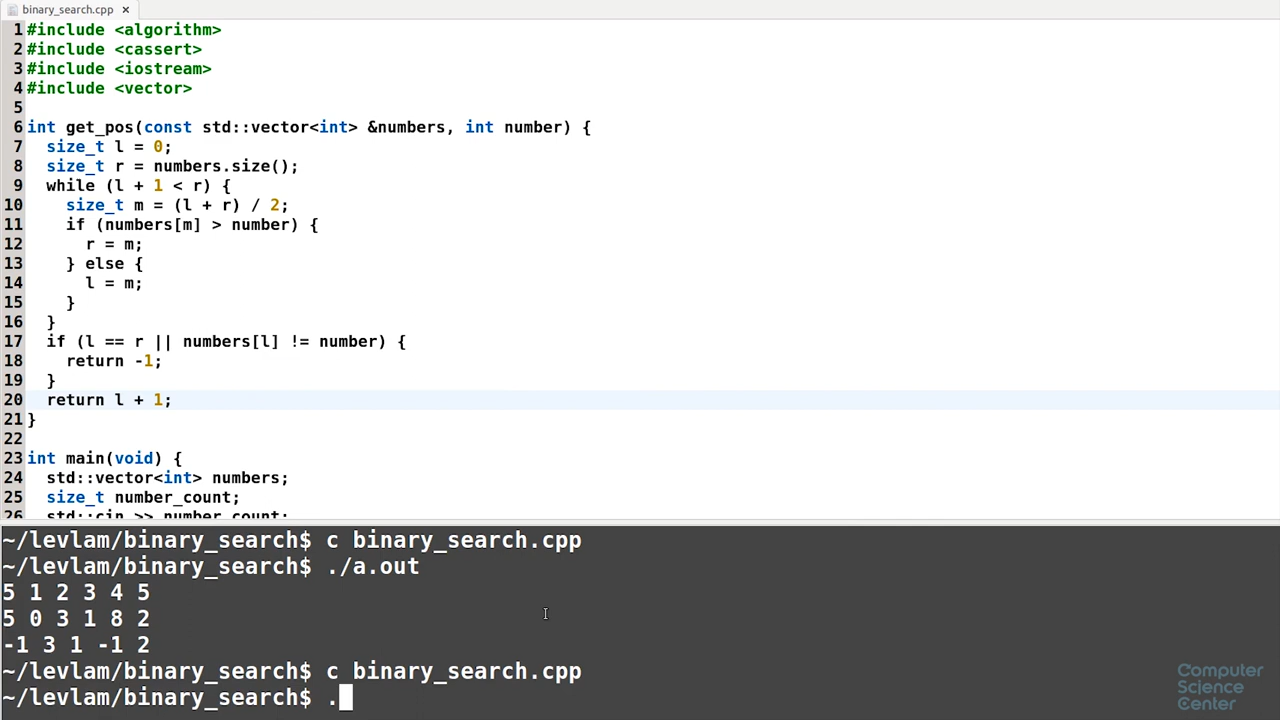 binary_search.cpp ×
1 #include <algorithm>
2 #include <cassert>
3 #include <iostream>
4 #include <vector>
5
6 int get_pos(const std::vector<int> &numbers, int number) {
7   size_t l = 0;
8   size_t r = numbers.size();
9   while (l + 1 < r) {
10     size_t m = (l + r) / 2;
11     if (numbers[m] > number) {
12       r = m;
13     } else {
14       l = m;
15     }
16   }
17   if (l == r || numbers[l] != number) {
18     return -1;
19   }
20   return l + 1;
21 }
22
23 int main(void) {
24   std::vector<int> numbers;
25   size_t number_count;
26   std::cin >> number_count;
~/levlam/binary_search$ c binary_search.cpp
~/levlam/binary_search$ ./a.out
5 1 2 3 4 5
5 0 3 1 8 2
-1 3 1 -1 2
~/levlam/binary_search$ c binary_search.cpp
~/levlam/binary_search$ .
Computer
Science
Center